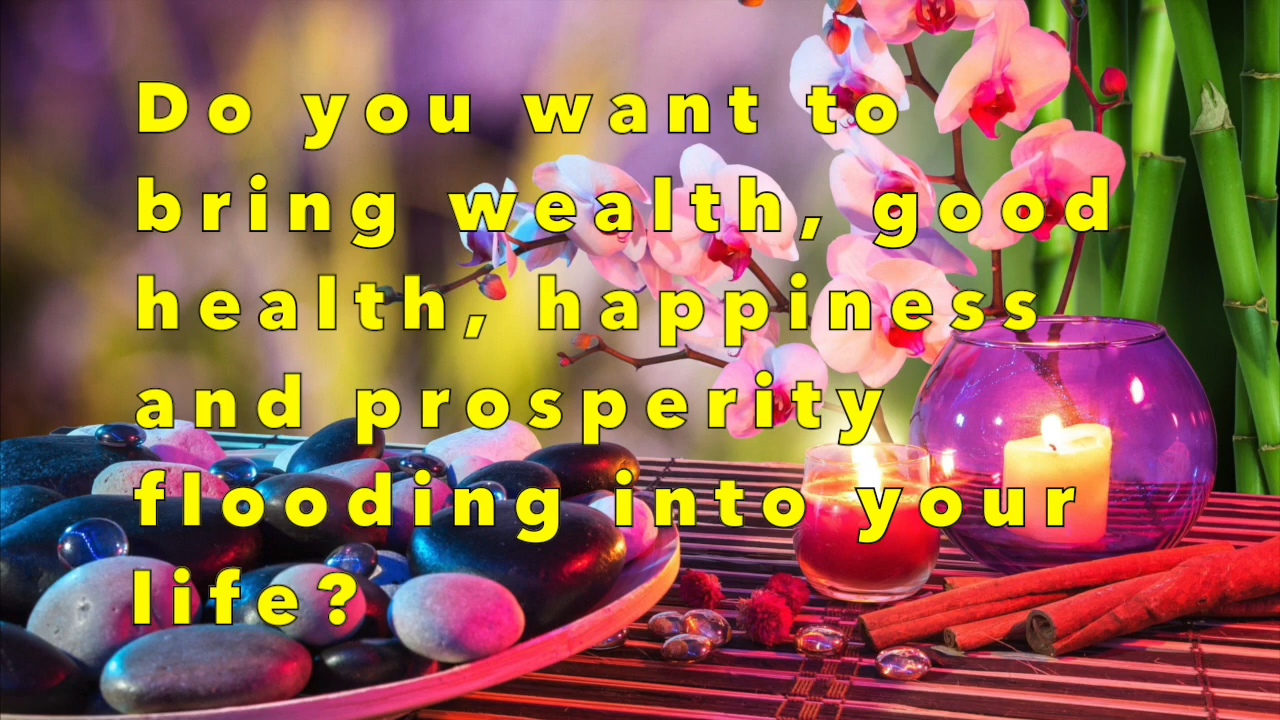 Do you want to
bring wealth, good
health, happiness
and prosperity
flooding into your
life?